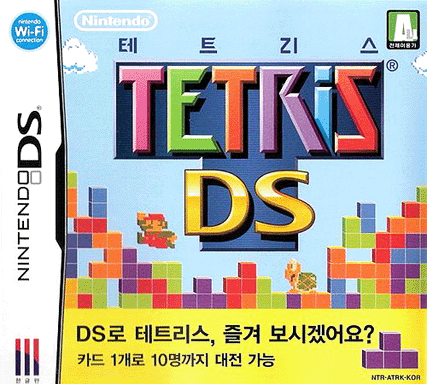 Nintendo
Nintendo
Wi-Fi
connection
전체이용가
테트리스
TETRIS®
DS
NINTENDO DS
DS로 테트리스, 즐겨 보시겠어요?
카드 1개로 10명까지 대전 가능
한글판
NTR-ATRK-KOR